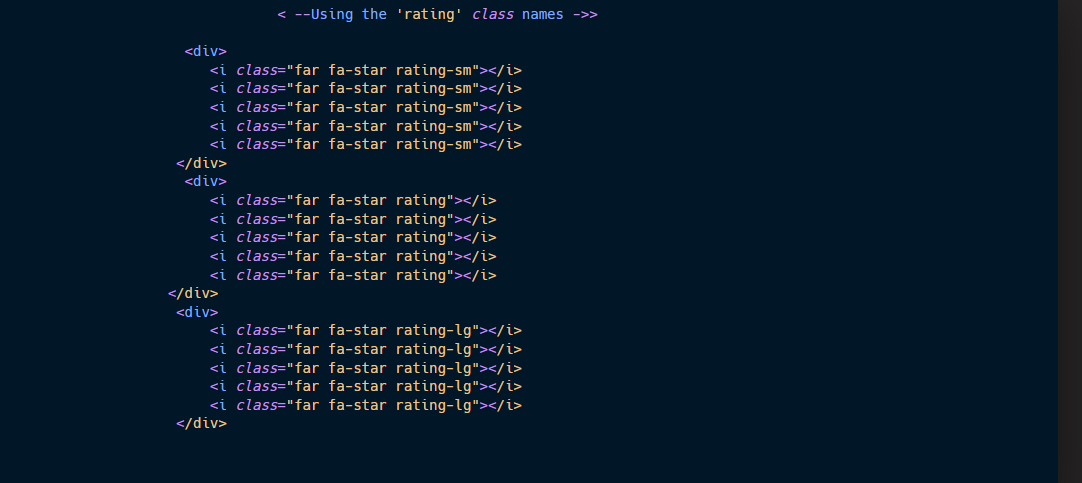 < --Using the 'rating' class names ->>
<div>
<i class="far fa-star rating-sm"></i>
<i class="far fa-star rating-sm"></i>
<i class="far fa-star rating-sm"></i>
<i class="far fa-star rating-sm"></i>
<i class="far fa-star rating-sm"></i>
</div>
<div>
<i class="far fa-star rating"></i>
<i class="far fa-star rating"></i>
<i class="far fa-star rating"></i>
<i class="far fa-star rating"></i>
<i class="far fa-star rating"></i>
</div>
<div>
<i class="far fa-star rating-lg"></i>
<i class="far fa-star rating-lg"></i>
<i class="far fa-star rating-lg"></i>
<i class="far fa-star rating-lg"></i>
<i class="far fa-star rating-lg"></i>
</div>